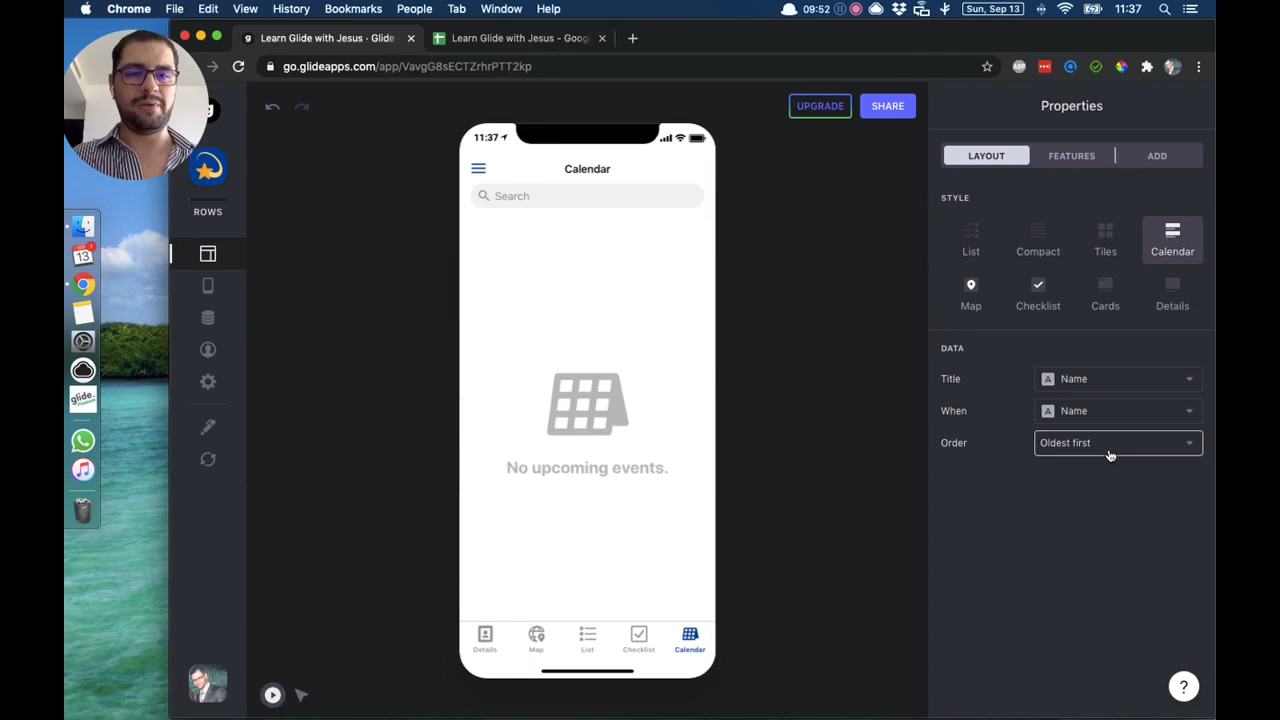 Chrome File Edit View History Bookmarks People Tab Window Help 09:52 Sun, Sep 13 11:37
Learn Glide with Jesus · Glide Learn Glide with Jesus - Goog
go.glideapps.com/app/VavgG8sECTZrhrPTT2kp
UPGRADE SHARE Properties
11:37
LAYOUT FEATURES ADD
Calendar
Search
STYLE
ROWS
List Compact Tiles Calendar
13
Map Checklist Cards Details
DATA
Title Name
When Name
glide
Order Oldest first
No upcoming events.
Details Map List Checklist Calendar
?